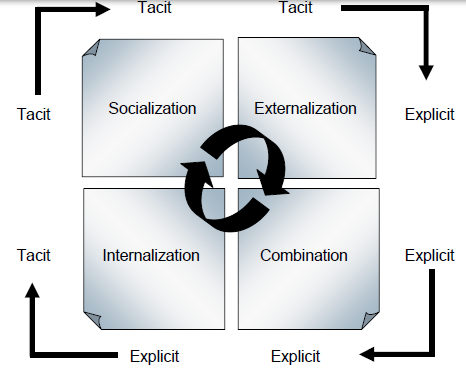 Tacit
Tacit
Socialization
Externalization
Tacit
Explicit
Internalization
Combination
Tacit
Explicit
Explicit
Explicit